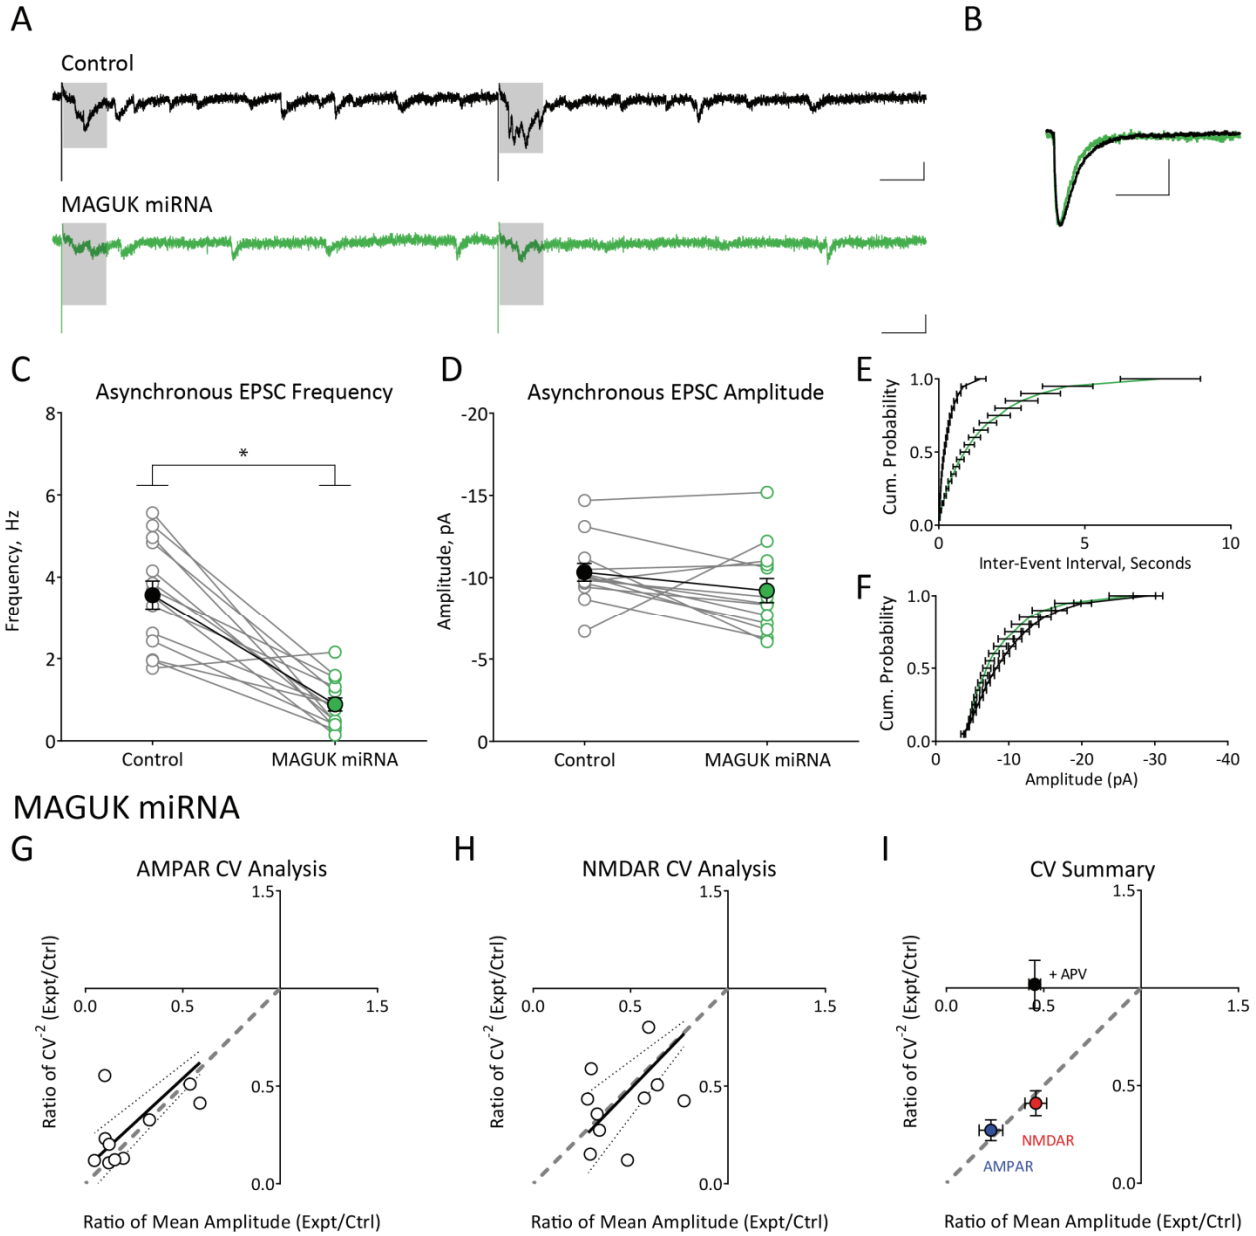 A
B
Control
MAGUK miRNA
C
Asynchronous EPSC Frequency
8
6
4
2
0
Frequency, Hz
*
Control
MAGUK miRNA
D
Asynchronous EPSC Amplitude
-20
-15
-10
-5
0
Amplitude, pA
Control
MAGUK miRNA
E
Cum. Probability
1.0
0.5
0.0
0
5
10
Inter-Event Interval, Seconds
F
Cum. Probability
1.0
0.5
0.0
0
-10
-20
-30
-40
Amplitude (pA)
MAGUK miRNA
G
AMPAR CV Analysis
1.5
Ratio of CV-2 (Expt/Ctrl)
0.0
0.5
1.5
0.5
0.0
Ratio of Mean Amplitude (Expt/Ctrl)
H
NMDAR CV Analysis
1.5
Ratio of CV-2 (Expt/Ctrl)
0.0
0.5
1.5
0.5
0.0
Ratio of Mean Amplitude (Expt/Ctrl)
I
CV Summary
1.5
Ratio of CV-2 (Expt/Ctrl)
+ APV
0.0
0.5
1.5
0.5
NMDAR
AMPAR
0.0
Ratio of Mean Amplitude (Expt/Ctrl)